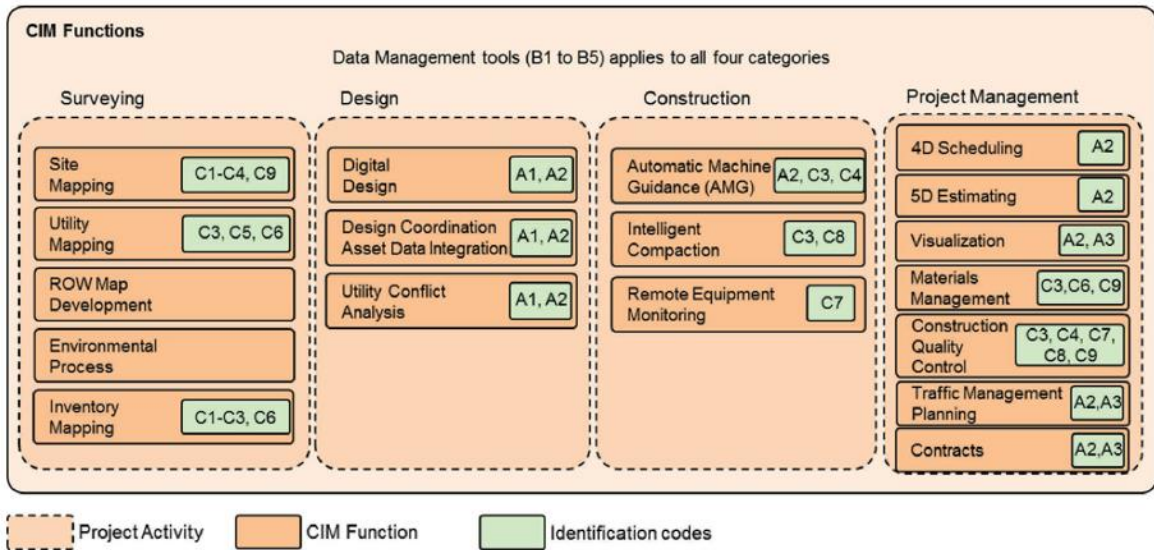 CIM Functions
Data Management tools (B1 to B5) applies to all four categories
Surveying
Site
Mapping
C1-C4, C9
Utility
Mapping
C3, C5, C6
ROW Map
Development
Environmental
Process
Inventory
Mapping
C1-C3, C6
Design
Digital
Design
A1, A2
Design Coordination
Asset Data Integration
A1, A2
Utility Conflict
Analysis
A1, A2
Construction
Automatic Machine
Guidance (AMG)
A2, C3, C4
Intelligent
Compaction
C3, C8
Remote Equipment
Monitoring
C7
Project Management
4D Scheduling
A2
5D Estimating
A2
Visualization
A2, A3
Materials
Management
C3,C6, C9
Construction
Quality
Control
C3, C4, C7,
C8, C9
Traffic Management
Planning
A2,A3
Contracts
A2,A3
Project Activity
CIM Function
Identification codes